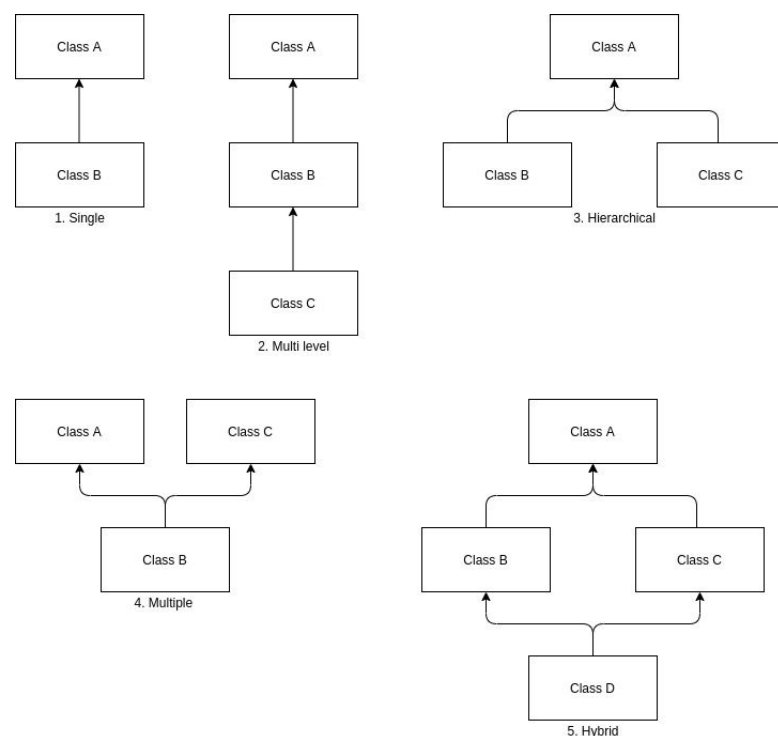 Class A
Class B
1. Single
Class A
Class B
Class C
2. Multi level
Class A
Class B
Class C
3. Hierarchical
Class A
Class C
Class B
4. Multiple
Class A
Class B
Class C
Class D
5. Hybrid